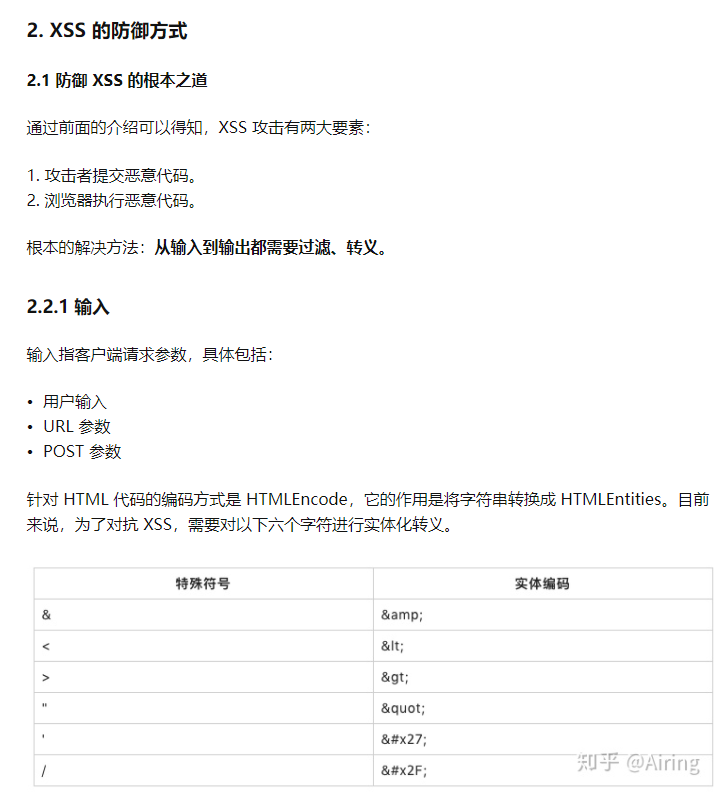 2. XSS 的防御方式
2.1 防御 XSS 的根本之道
通过前面的介绍可以得知，XSS 攻击有两大要素：
1. 攻击者提交恶意代码。
2. 浏览器执行恶意代码。
根本的解决方法：从输入到输出都需要过滤、转义。
2.2.1 输入
输入指客户端请求参数，具体包括：
• 用户输入
• URL 参数
• POST 参数
针对 HTML 代码的编码方式是 HTMLEncode，它的作用是将字符串转换成 HTMLEntities。目前
来说，为了对抗 XSS，需要对以下六个字符进行实体化转义。
特殊符号 实体编码
& &amp;
< &lt;
> &gt;
" &quot;
' &#x27;
/ &#x2F;
知乎 @Airing